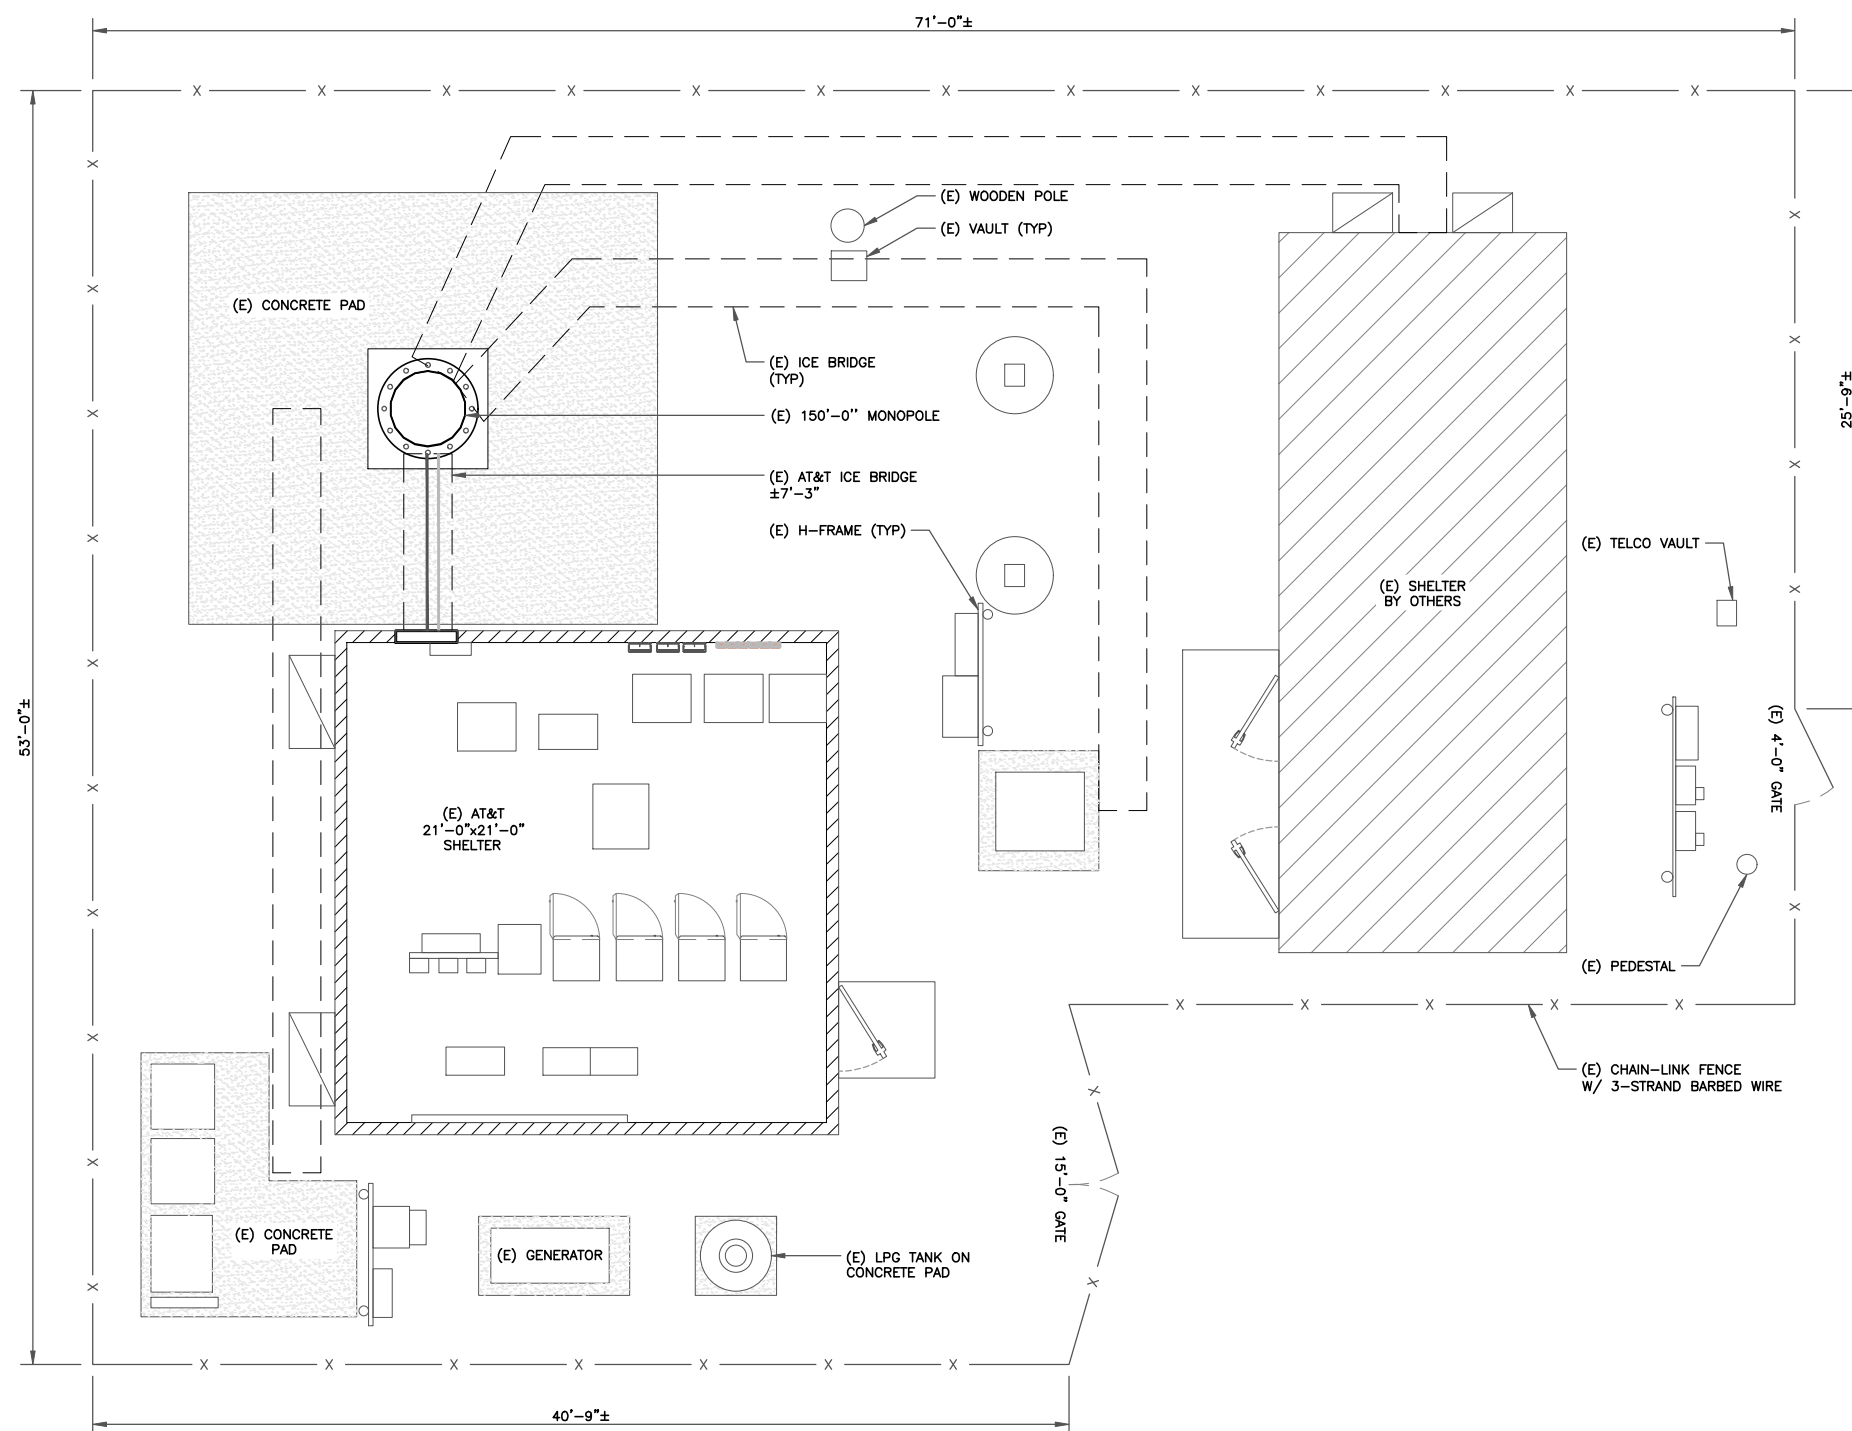 71'-0"±
(E) WOODEN POLE
(E) VAULT (TYP)
(E) CONCRETE PAD
(E) ICE BRIDGE
(TYP)
25'-9"±
(E) 150'-0'' MONOPOLE
(E) AT&T ICE BRIDGE
±7'-3"
(E) H-FRAME (TYP)
(E) TELCO VAULT
(E) SHELTER
BY OTHERS
53'-0"±
(E) 4'-0" GATE
(E) AT&T
21'-0"x21'-0"
SHELTER
(E) PEDESTAL
(E) CHAIN-LINK FENCE
W/ 3-STRAND BARBED WIRE
(E) 15'-0" GATE
(E) CONCRETE
PAD
(E) GENERATOR
(E) LPG TANK ON
CONCRETE PAD
40'-9"±